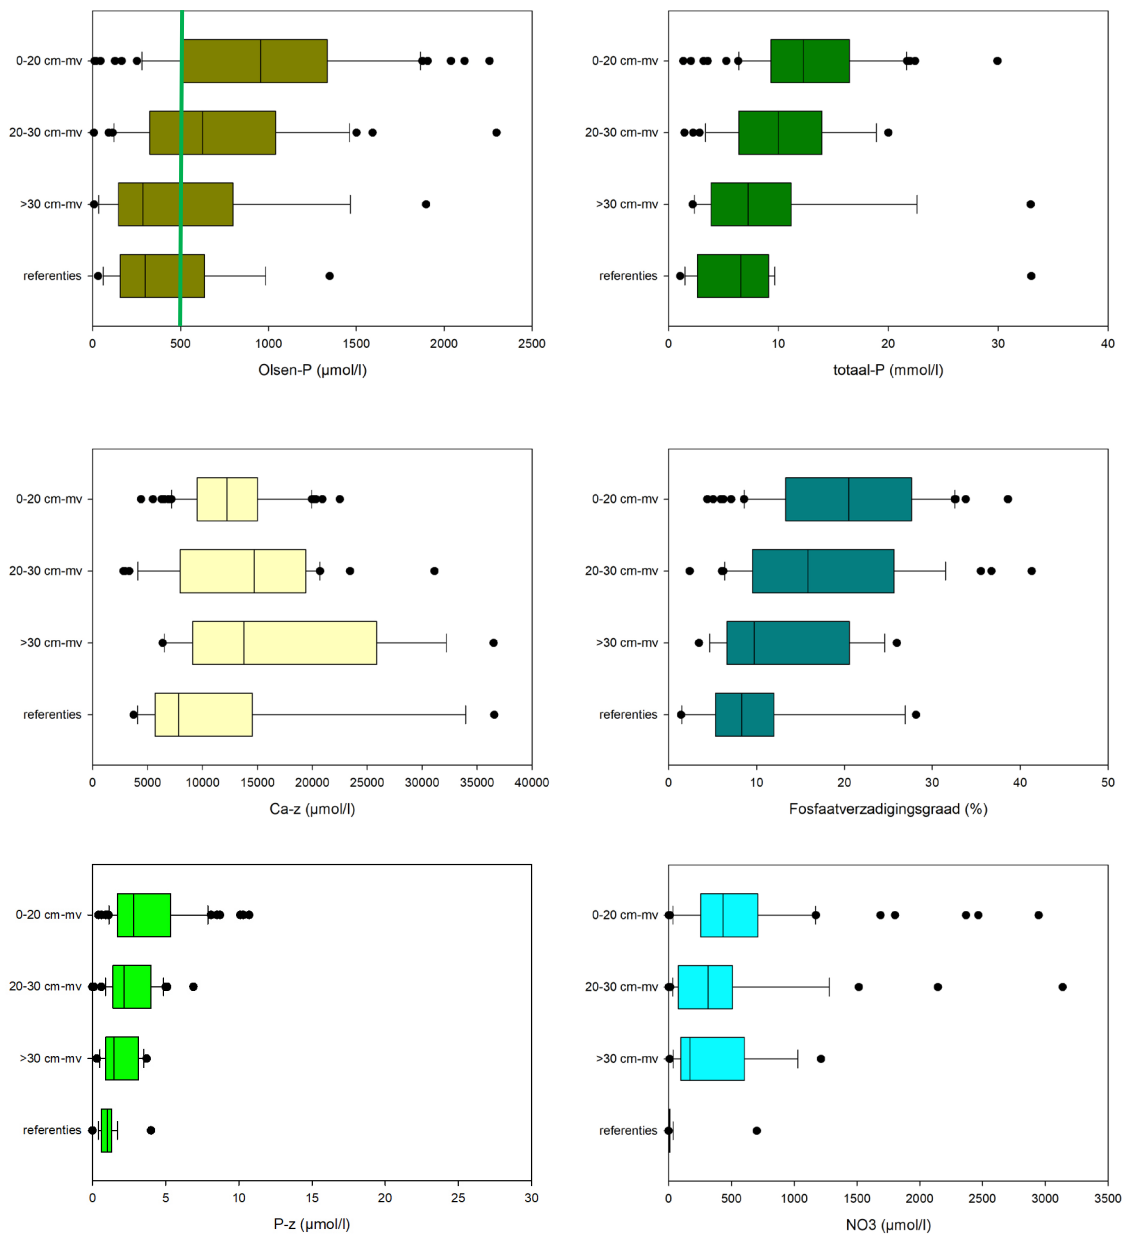 0-20 cm-mv
20-30 cm-mv
>30 cm-mv
referenties
0 500 1000 1500 2000 2500
Olsen-P (µmol/l)
0-20 cm-mv
20-30 cm-mv
>30 cm-mv
referenties
0 10 20 30 40
totaal-P (mmol/l)
0-20 cm-mv
20-30 cm-mv
>30 cm-mv
referenties
0 5000 10000 15000 20000 25000 30000 35000 40000
Ca-z (µmol/l)
0-20 cm-mv
20-30 cm-mv
>30 cm-mv
referenties
0 10 20 30 40 50
Fosfaatverzadigingsgraad (%)
0-20 cm-mv
20-30 cm-mv
>30 cm-mv
referenties
0 5 10 15 20 25 30
P-z (µmol/l)
0-20 cm-mv
20-30 cm-mv
>30 cm-mv
referenties
0 500 1000 1500 2000 2500 3000 3500
NO3 (µmol/l)